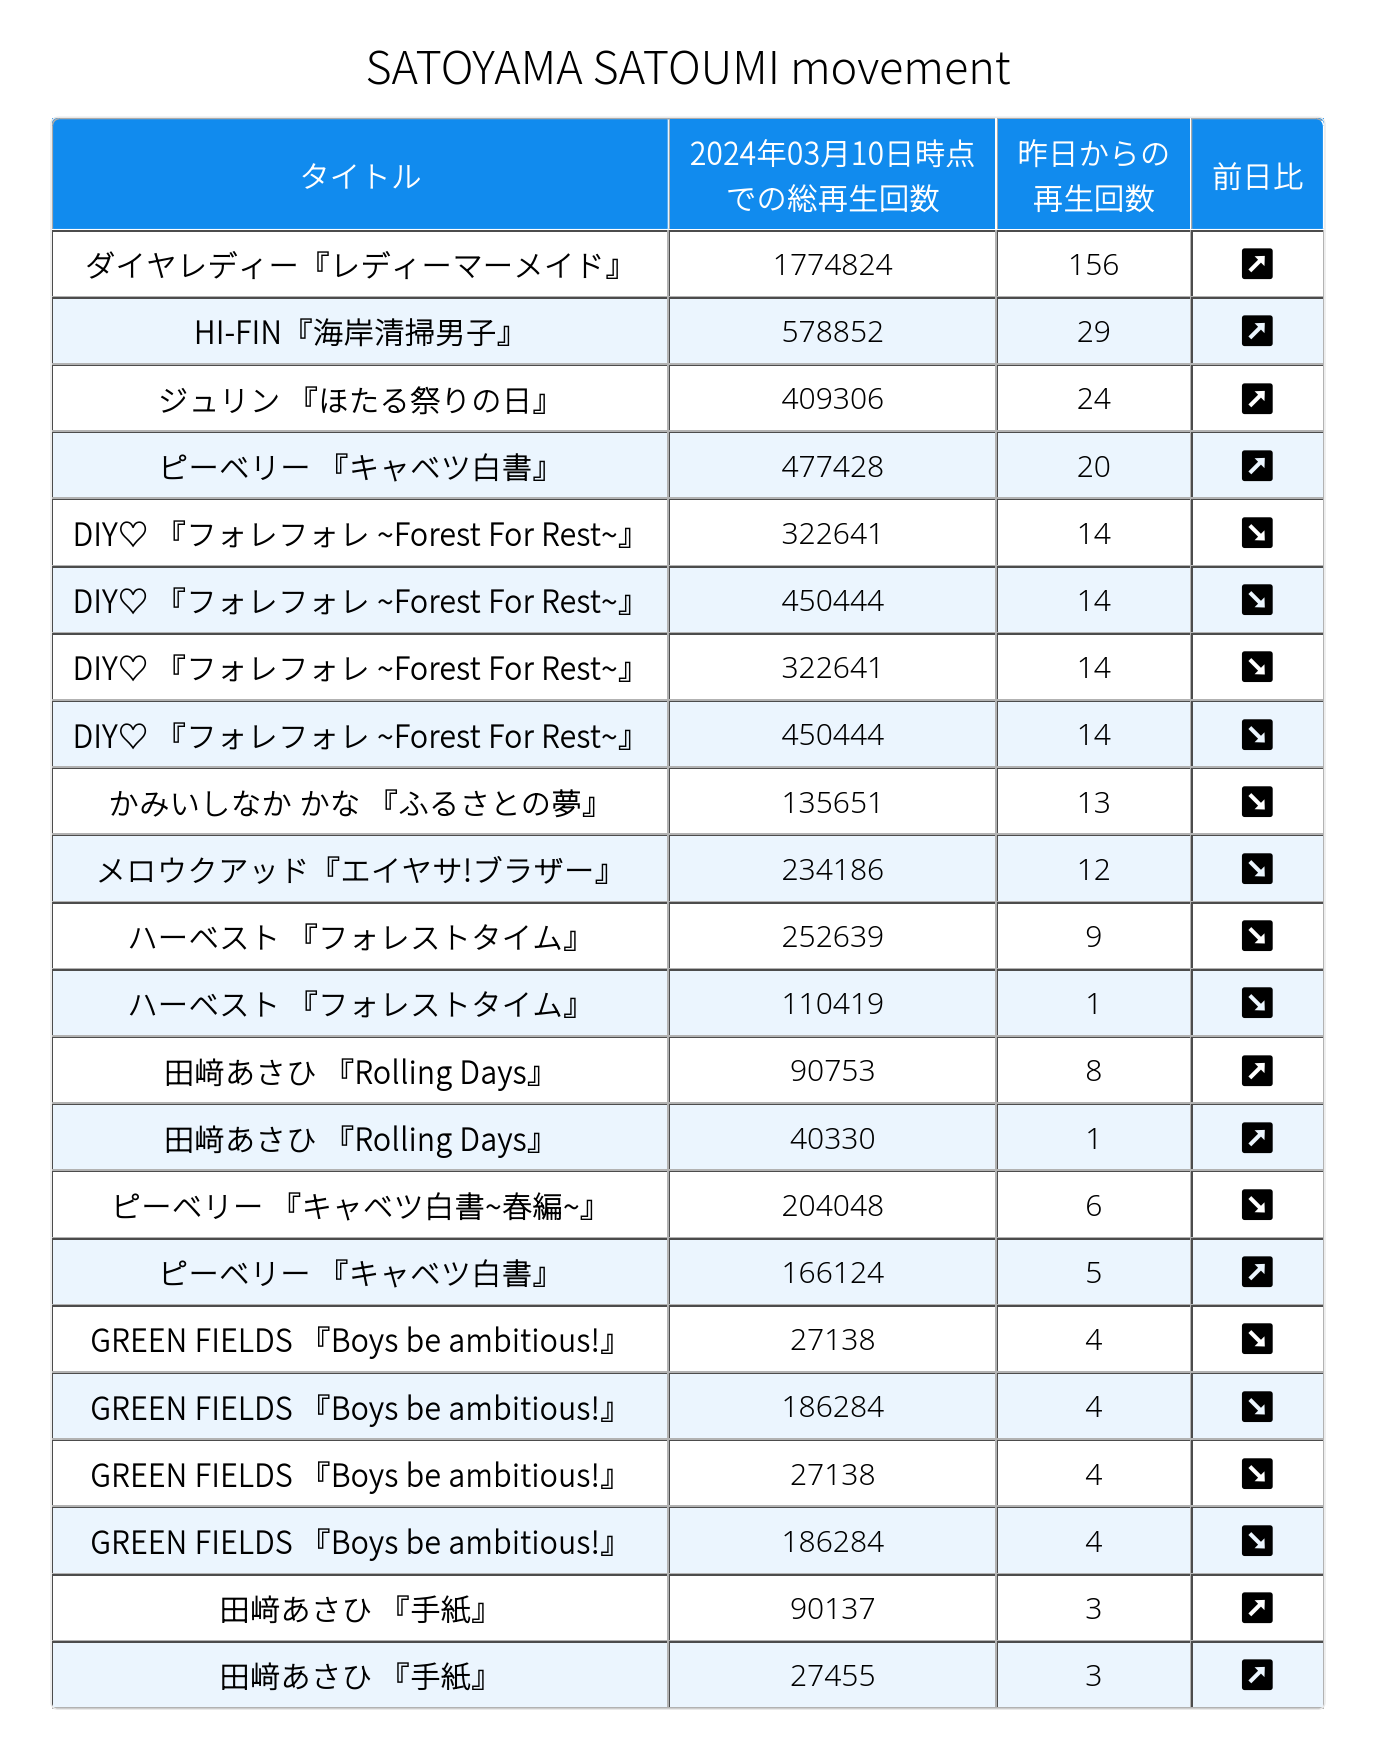 SATOYAMA SATOUMI movement
タイトル 2024年03月10日時点での総再生回数 昨日からの再生回数 前日比
ダイヤレディー『レディーマーメイド』 1774824 156 ↗
HI-FIN『海岸清掃男子』 578852 29 ↗
ジュリン 『ほたる祭りの日』 409306 24 ↗
ピーベリー 『キャベツ白書』 477428 20 ↗
DIY♡ 『フォレフォレ ~Forest For Rest~』 322641 14 ↘
DIY♡ 『フォレフォレ ~Forest For Rest~』 450444 14 ↘
DIY♡ 『フォレフォレ ~Forest For Rest~』 322641 14 ↘
DIY♡ 『フォレフォレ ~Forest For Rest~』 450444 14 ↘
かみいしなか かな 『ふるさとの夢』 135651 13 ↘
メロウクアッド『エイヤサ!ブラザー』 234186 12 ↘
ハーベスト 『フォレストタイム』 252639 9 ↘
ハーベスト 『フォレストタイム』 110419 1 ↘
田﨑あさひ 『Rolling Days』 90753 8 ↗
田﨑あさひ 『Rolling Days』 40330 1 ↗
ピーベリー 『キャベツ白書~春編~』 204048 6 ↘
ピーベリー 『キャベツ白書』 166124 5 ↗
GREEN FIELDS 『Boys be ambitious!』 27138 4 ↘
GREEN FIELDS 『Boys be ambitious!』 186284 4 ↘
GREEN FIELDS 『Boys be ambitious!』 27138 4 ↘
GREEN FIELDS 『Boys be ambitious!』 186284 4 ↘
田﨑あさひ 『手紙』 90137 3 ↗
田﨑あさひ 『手紙』 27455 3 ↗